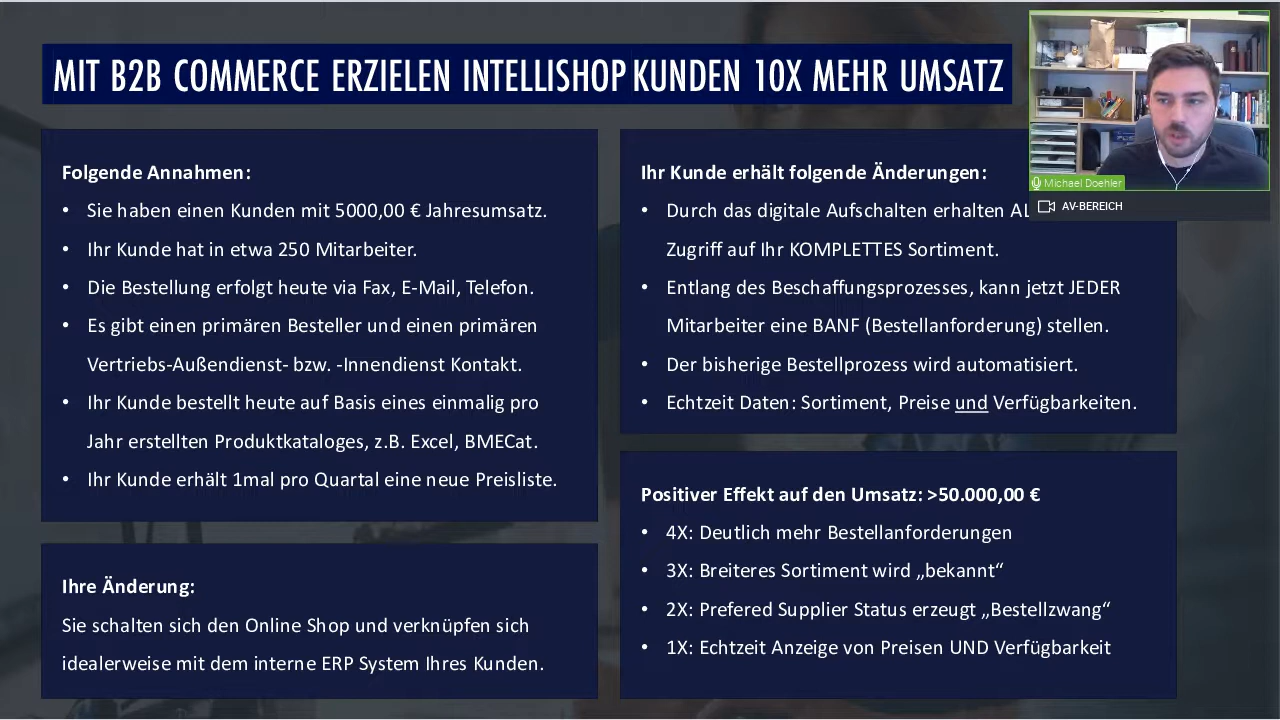 MIT B2B COMMERCE ERZIELEN INTELLISHOP KUNDEN 10X MEHR UMSATZ
Folgende Annahmen:
• Sie haben einen Kunden mit 5000,00 € Jahresumsatz.
• Ihr Kunde hat in etwa 250 Mitarbeiter.
• Die Bestellung erfolgt heute via Fax, E-Mail, Telefon.
• Es gibt einen primären Besteller und einen primären
Vertriebs-Außendienst- bzw. -Innendienst Kontakt.
• Ihr Kunde bestellt heute auf Basis eines einmalig pro
Jahr erstellten Produktkataloges, z.B. Excel, BMECat.
• Ihr Kunde erhält 1mal pro Quartal eine neue Preisliste.
Ihre Änderung:
Sie schalten sich den Online Shop und verknüpfen sich
idealerweise mit dem interne ERP System Ihres Kunden.
Ihr Kunde erhält folgende Änderungen:
• Durch das digitale Aufschalten erhalten
Zugriff auf Ihr KOMPLETTES Sortiment.
• Entlang des Beschaffungsprozesses, kann jetzt JEDER
Mitarbeiter eine BANF (Bestellanforderung) stellen.
• Der bisherige Bestellprozess wird automatisiert.
• Echtzeit Daten: Sortiment, Preise und Verfügbarkeiten.
Positiver Effekt auf den Umsatz: >50.000,00 €
• 4X: Deutlich mehr Bestellanforderungen
• 3X: Breiteres Sortiment wird „bekannt“
• 2X: Prefered Supplier Status erzeugt „Bestellzwang“
• 1X: Echtzeit Anzeige von Preisen UND Verfügbarkeit
Michael Doehler
AV-BEREICH